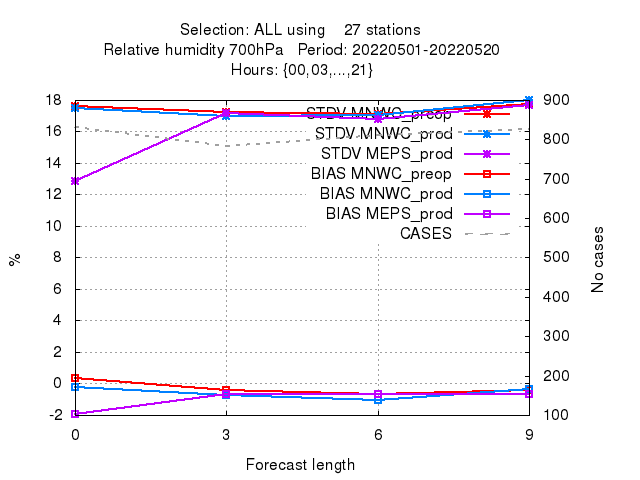 Selection: ALL using 27 stations
Relative humidity 700hPa Period: 20220501-20220520
Hours: {00,03,...,21}
18 900
16 800
14 700
12 600
10 500
8 400
6 300
4 200
2 100
0
-2
STDV MNWC_preop
STDV MNWC_prod
STDV MEPS_prod
BIAS MNWC_preop
BIAS MNWC_prod
BIAS MEPS_prod
CASES
%
No cases
0 3 6 9
Forecast length